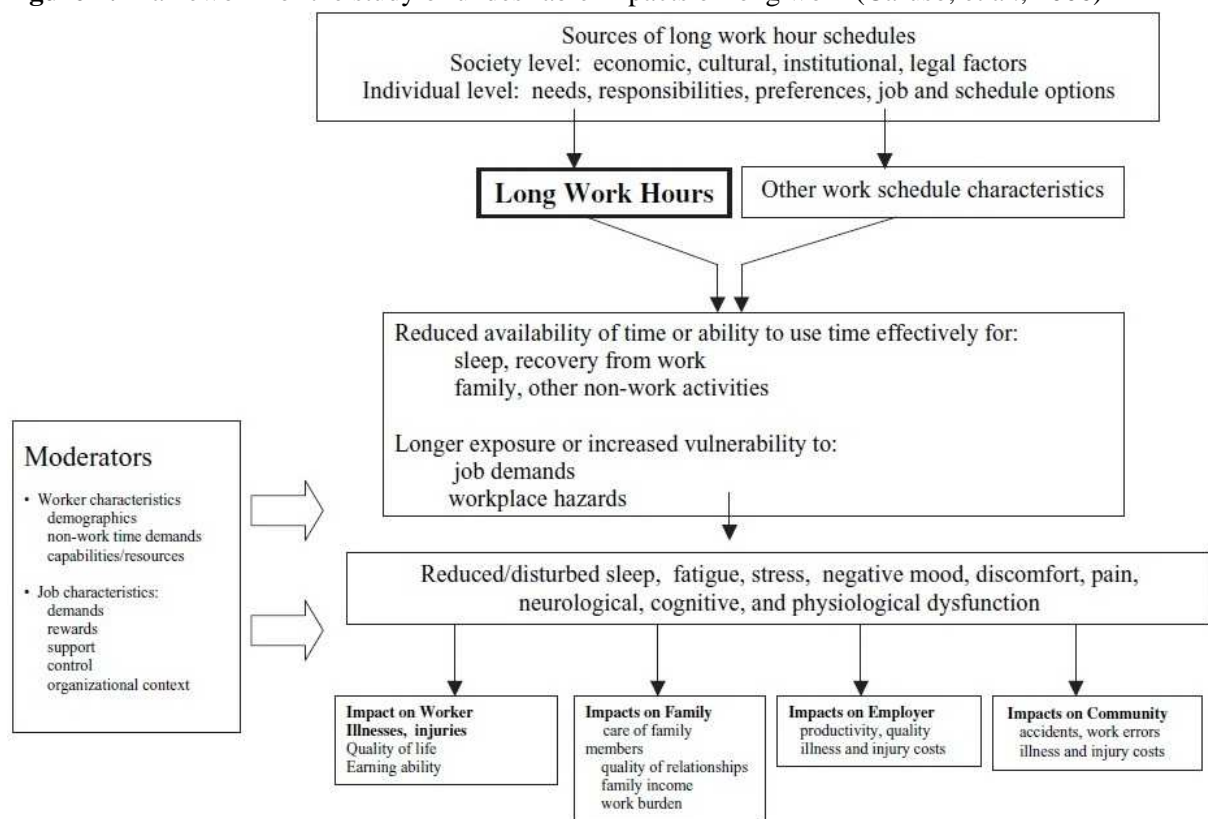 Sources of long work hour schedules
Society level: economic, cultural, institutional, legal factors
Individual level: needs, responsibilities, preferences, job and schedule options
Long Work Hours
Other work schedule characteristics
Reduced availability of time or ability to use time effectively for:
sleep, recovery from work
family, other non-work activities
Longer exposure or increased vulnerability to:
job demands
workplace hazards
Moderators
• Worker characteristics
demographics
non-work time demands
capabilities/resources
• Job characteristics:
demands
rewards
support
control
organizational context
Reduced/disturbed sleep, fatigue, stress, negative mood, discomfort, pain,
neurological, cognitive, and physiological dysfunction
Impact on Worker
Illnesses, injuries
Quality of life
Earning ability
Impacts on Family
care of family
members
quality of relationships
family income
work burden
Impacts on Employer
productivity, quality
illness and injury costs
Impacts on Community
accidents, work errors
illness and injury costs